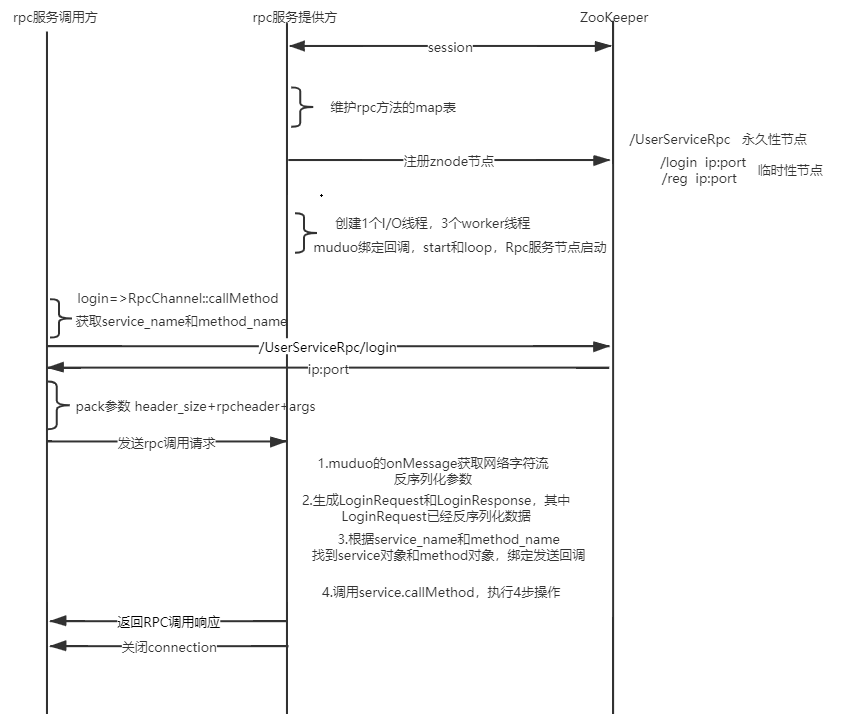 rpc服务调用方
rpc服务提供方
ZooKeeper
session
维护rpc方法的map表
注册znode节点
/UserServiceRpc 永久性节点
/login ip:port
/reg ip:port
临时性节点
创建1个I/O线程，3个worker线程
muduo绑定回调，start和loop，Rpc服务节点启动
login=>RpcChannel::callMethod
获取service_name和method_name
/UserServiceRpc/login
ip:port
pack参数 header_size+rpcheader+args
发送rpc调用请求
1.muduo的onMessage获取网络字符流
反序列化参数
2.生成LoginRequest和LoginResponse，其中
LoginRequest已经反序列化数据
3.根据service_name和method_name
找到service对象和method对象，绑定发送回调
4.调用service.callMethod，执行4步操作
返回RPC调用响应
关闭connection